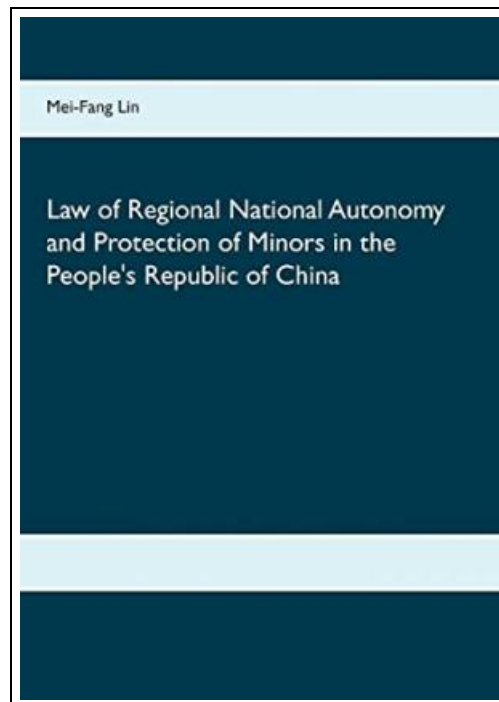 Mei-Fang Lin
Law of Regional National Autonomy
and Protection of Minors in the
People's Republic of China